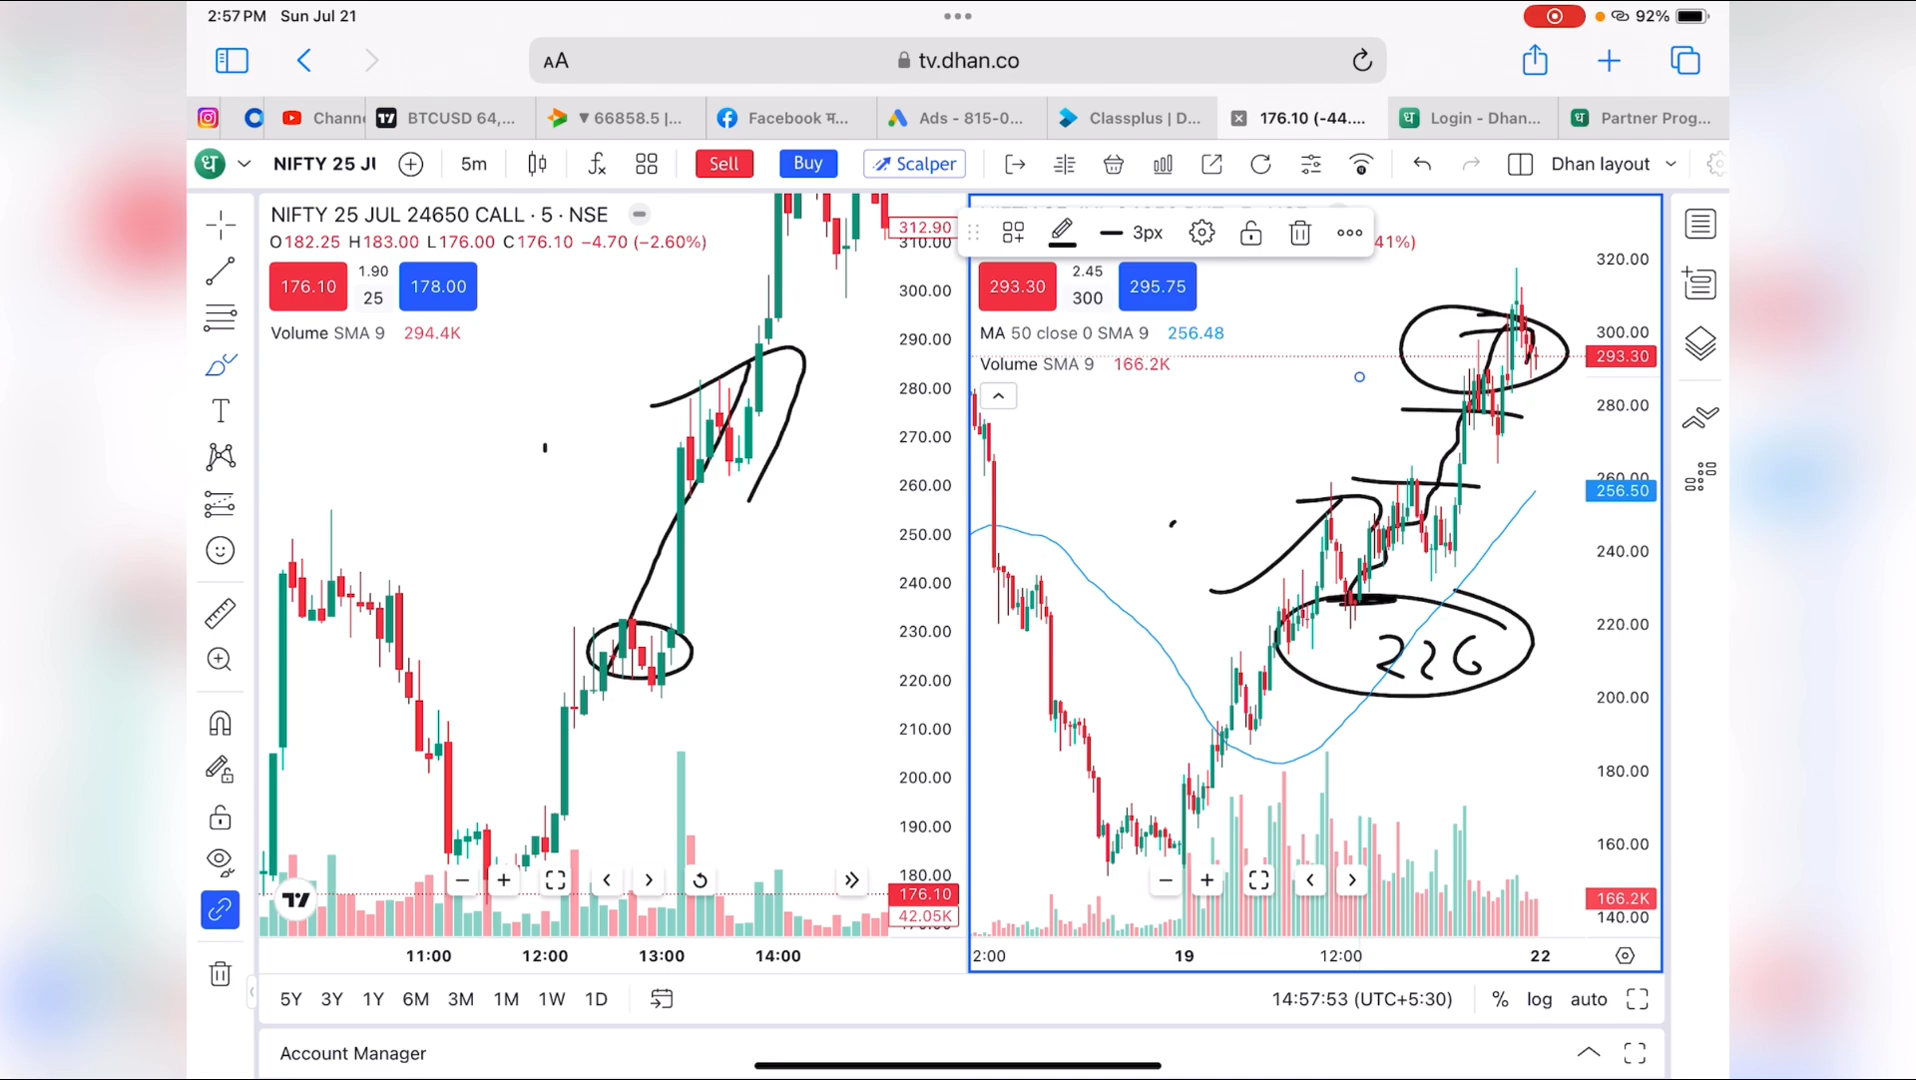 2:57 PM Sun Jul 21
92%
AA
tv.dhan.co
Chann
BTCUSD 64,...
▼66858.5 |...
Facebook म...
Ads - 815-0...
Classplus | D...
176.10 (-44....
Login - Dhan...
Partner Prog...
ध
NIFTY 25 JU
5m
Sell
Buy
Scalper
Dhan layout
NIFTY 25 JUL 24650 CALL · 5 · NSE
O182.25 H183.00 L176.00 C176.10 −4.70 (−2.60%)
176.10
1.90
25
178.00
Volume SMA 9 294.4K
312.90
310.00
300.00
290.00
280.00
270.00
260.00
250.00
240.00
230.00
220.00
210.00
200.00
190.00
180.00
176.10
42.05K
11:00
12:00
13:00
14:00
3px
41%)
293.30
2.45
300
295.75
MA 50 close 0 SMA 9 256.48
Volume SMA 9 166.2K
226
320.00
300.00
293.30
280.00
260.00
256.50
240.00
220.00
200.00
180.00
160.00
166.2K
140.00
2:00
19
12:00
22
5Y 3Y 1Y 6M 3M 1M 1W 1D
14:57:53 (UTC+5:30)
% log auto
Account Manager